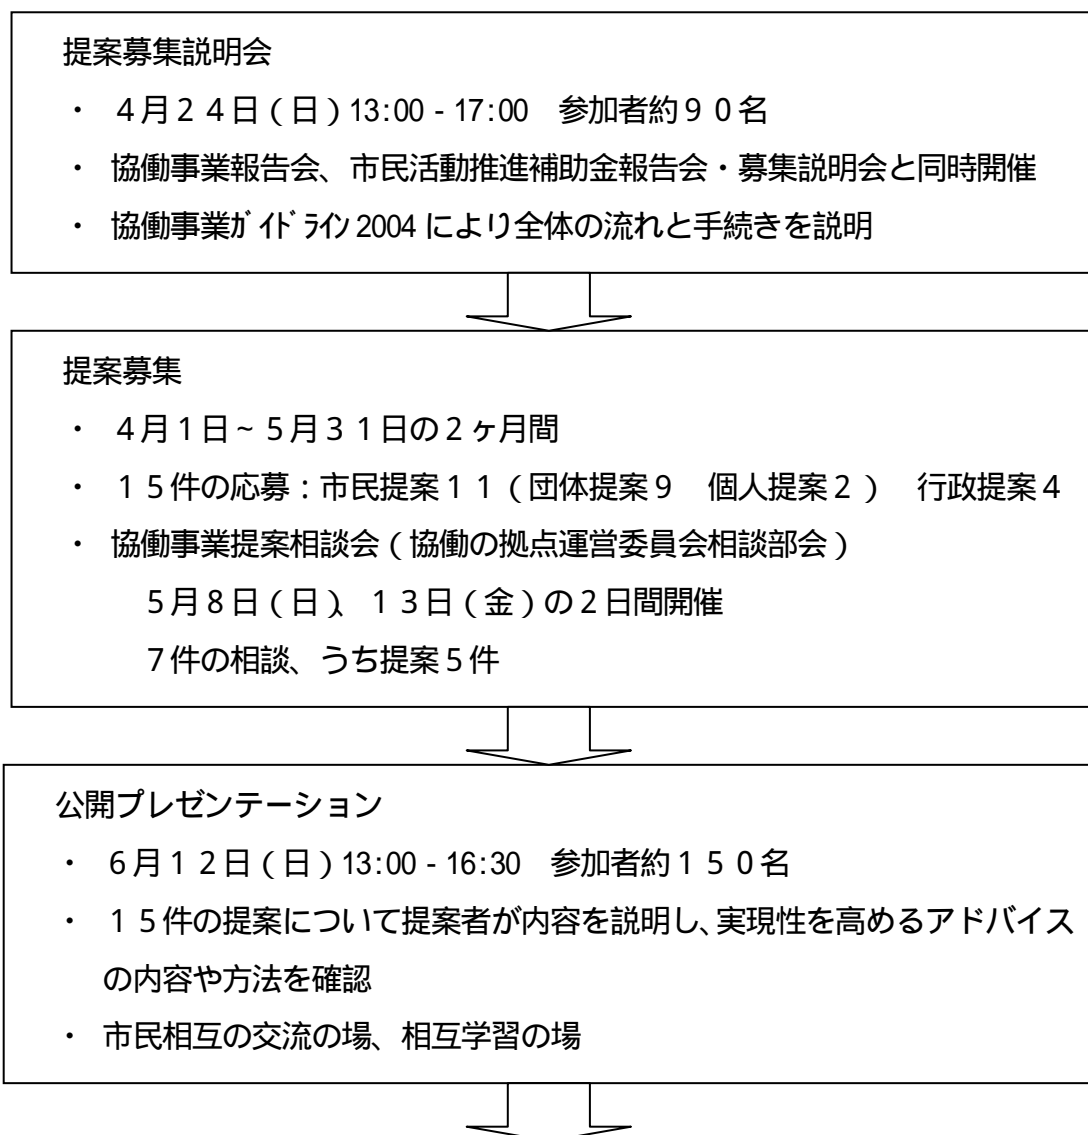 提案募集説明会
・ 4月24日(日)13:00-17:00 参加者約90名
・ 協働事業報告会、市民活動推進補助金報告会・募集説明会と同時開催
・ 協働事業ガイドライン2004により全体の流れと手続きを説明
提案募集
・ 4月1日~5月31日の2ヶ月間
・ 15件の応募:市民提案11(団体提案9 個人提案2) 行政提案4
・ 協働事業提案相談会(協働の拠点運営委員会相談部会)
5月8日(日)、13日(金)の2日間開催
7件の相談、うち提案5件
公開プレゼンテーション
・ 6月12日(日)13:00-16:30 参加者約150名
・ 15件の提案について提案者が内容を説明し、実現性を高めるアドバイス
の内容や方法を確認
・ 市民相互の交流の場、相互学習の場